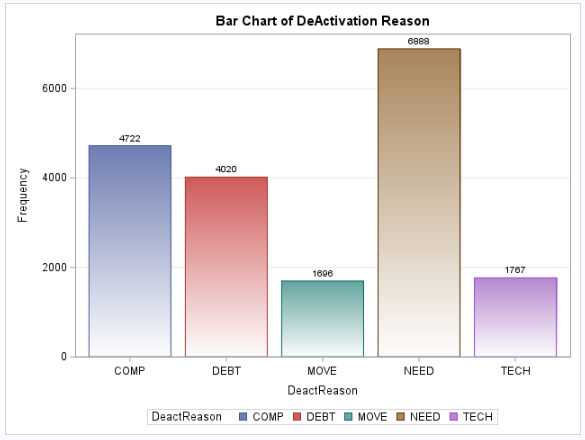 Bar Chart of DeActivation Reason
6888
6000
4722
4020
4000
Frequency
2000
1696
1767
0
COMP DEBT MOVE NEED TECH
DeactReason
DeactReason COMP DEBT MOVE NEED TECH